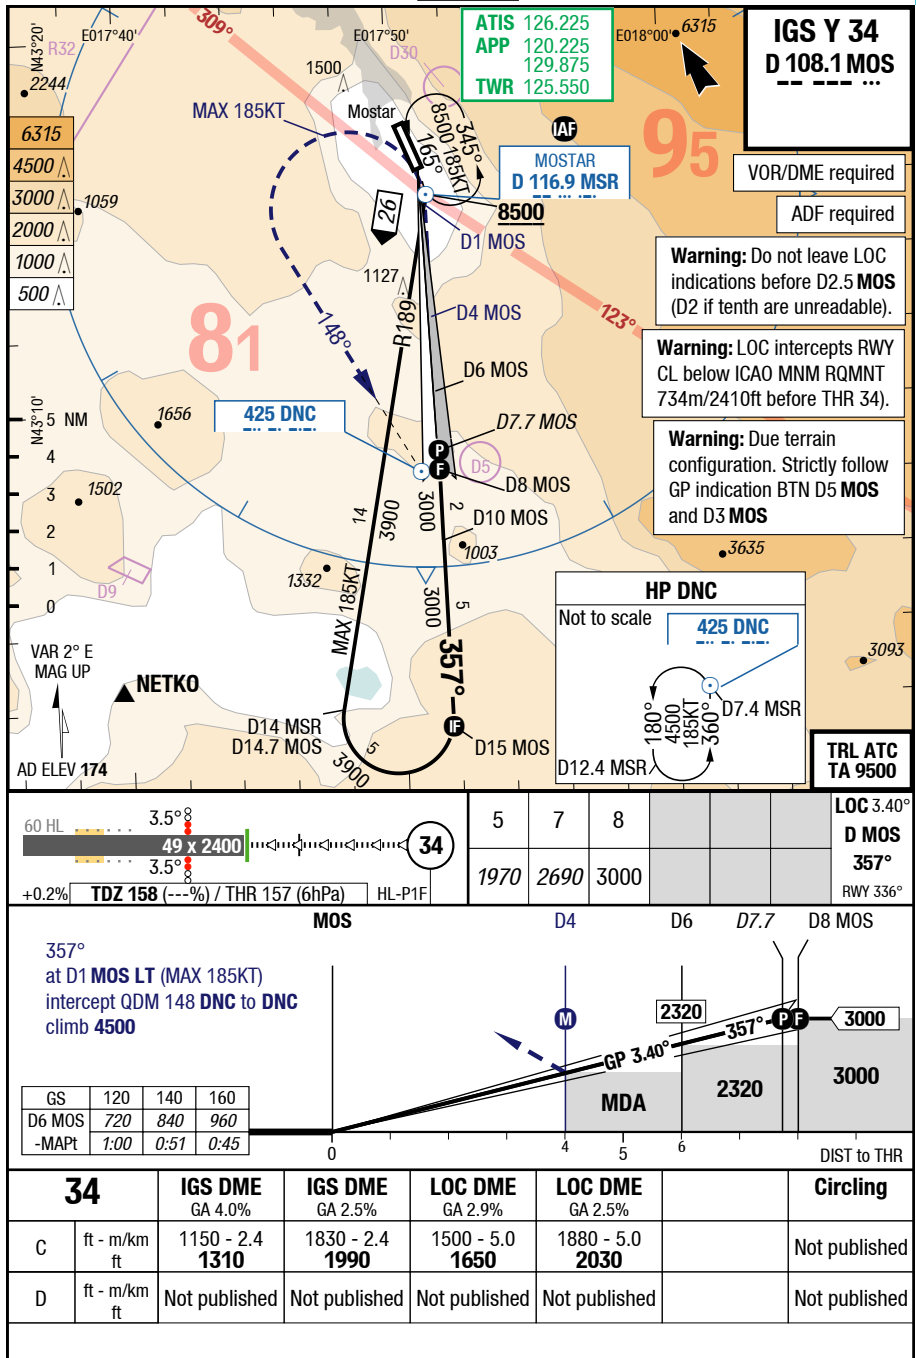 ATIS 126.225
APP 120.225
129.875
TWR 125.550
IGS Y 34
D 108.1 MOS
N43°20'
E017°40'
E017°50'
E018°00'
6315
R32
309°
D30
2244
1500
MAX 185KT
Mostar
8500 185KT
345°
165°
IAF
95
MOSTAR
D 116.9 MSR
VOR/DME required
6315
4500
3000
2000
1000
500
1059
26
8500
D1 MOS
ADF required
Warning: Do not leave LOC
indications before D2.5 MOS
(D2 if tenth are unreadable).
1127
R189
D4 MOS
123°
81
148°
Warning: LOC intercepts RWY
CL below ICAO MNM RQMNT
734m/2410ft before THR 34).
D6 MOS
N43°10'
5 NM
4
3
2
1
0
1656
425 DNC
D7.7 MOS
P
F
D5
D8 MOS
Warning: Due terrain
configuration. Strictly follow
GP indication BTN D5 MOS
and D3 MOS
1502
14
3900
3000
2
D10 MOS
1003
3635
D9
1332
MAX 185KT
3000
5
357°
HP DNC
Not to scale
425 DNC
180°
4500
185KT
360°
D7.4 MSR
D12.4 MSR
3093
VAR 2° E
MAG UP
NETKO
D14 MSR
D14.7 MOS
5
3900
IF
D15 MOS
AD ELEV 174
TRL ATC
TA 9500
60 HL
3.5°
49 x 2400
3.5°
34
+0.2%
TDZ 158 (---%) / THR 157 (6hPa)
HL-P1F
5 7 8
1970 2690 3000
LOC 3.40°
D MOS
357°
RWY 336°
MOS
D4
D6
D7.7
D8 MOS
357°
at D1 MOS LT (MAX 185KT)
intercept QDM 148 DNC to DNC
climb 4500
M
2320
357°
P
F
3000
GP 3.40°
MDA
2320
3000
GS 120 140 160
D6 MOS 720 840 960
-MAPt 1:00 0:51 0:45
0
4
5
6
DIST to THR
34
IGS DME
GA 4.0%
IGS DME
GA 2.5%
LOC DME
GA 2.9%
LOC DME
GA 2.5%
Circling
C
ft - m/km
ft
1150 - 2.4
1310
1830 - 2.4
1990
1500 - 5.0
1650
1880 - 5.0
2030
Not published
D
ft - m/km
ft
Not published
Not published
Not published
Not published
Not published